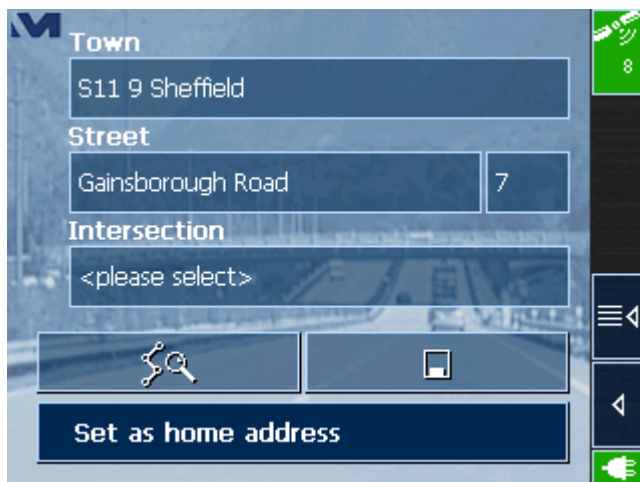 Town
S11 9 Sheffield
8
Street
Gainsborough Road 7
Intersection
<please select>
Set as home address